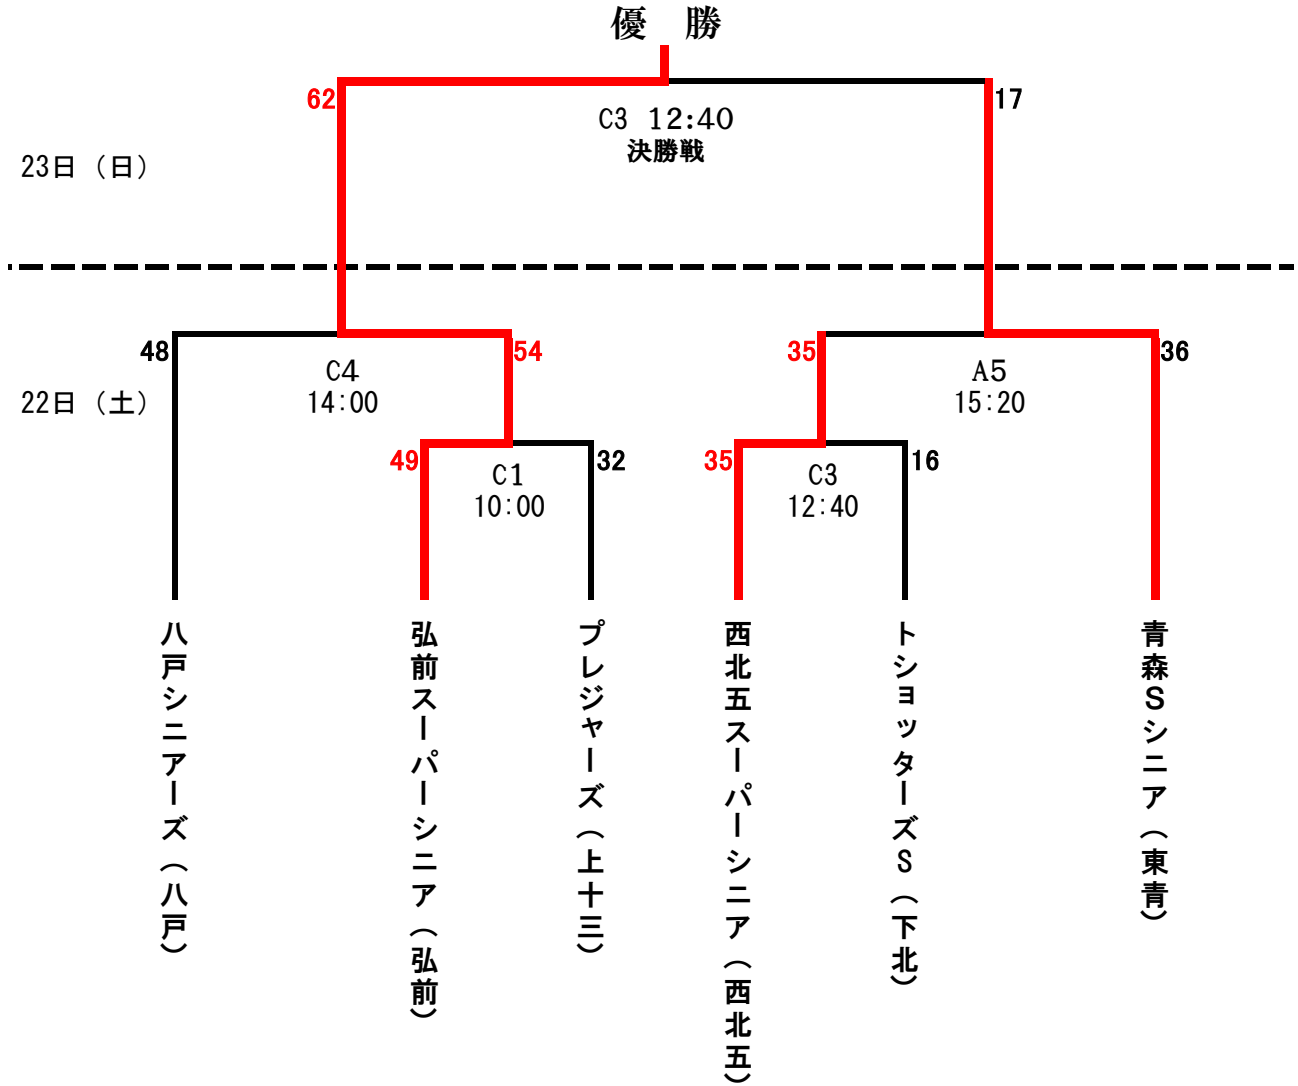 優　勝
62
17
C3 12:40
決勝戦
23日（日）
48
54
35
36
C4
14:00
A5
15:20
22日（土）
49
32
35
16
C1
10:00
C3
12:40
八戸シニアーズ（八戸）
弘前スーパーシニア（弘前）
プレジャーズ（上十三）
西北五スーパーシニア（西北五）
トショッターズS（下北）
青森Sシニア（東青）